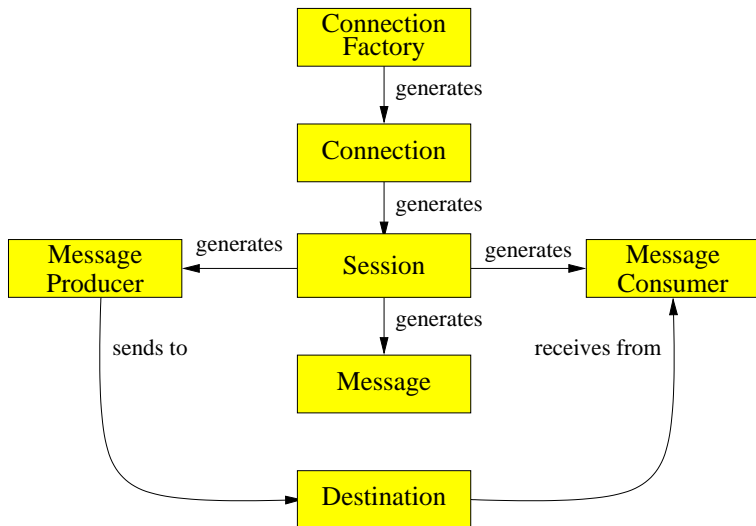 Connection
Factory
generates
Connection
generates
Message
Producer
generates
Session
generates
Message
Consumer
generates
sends to
Message
receives from
Destination